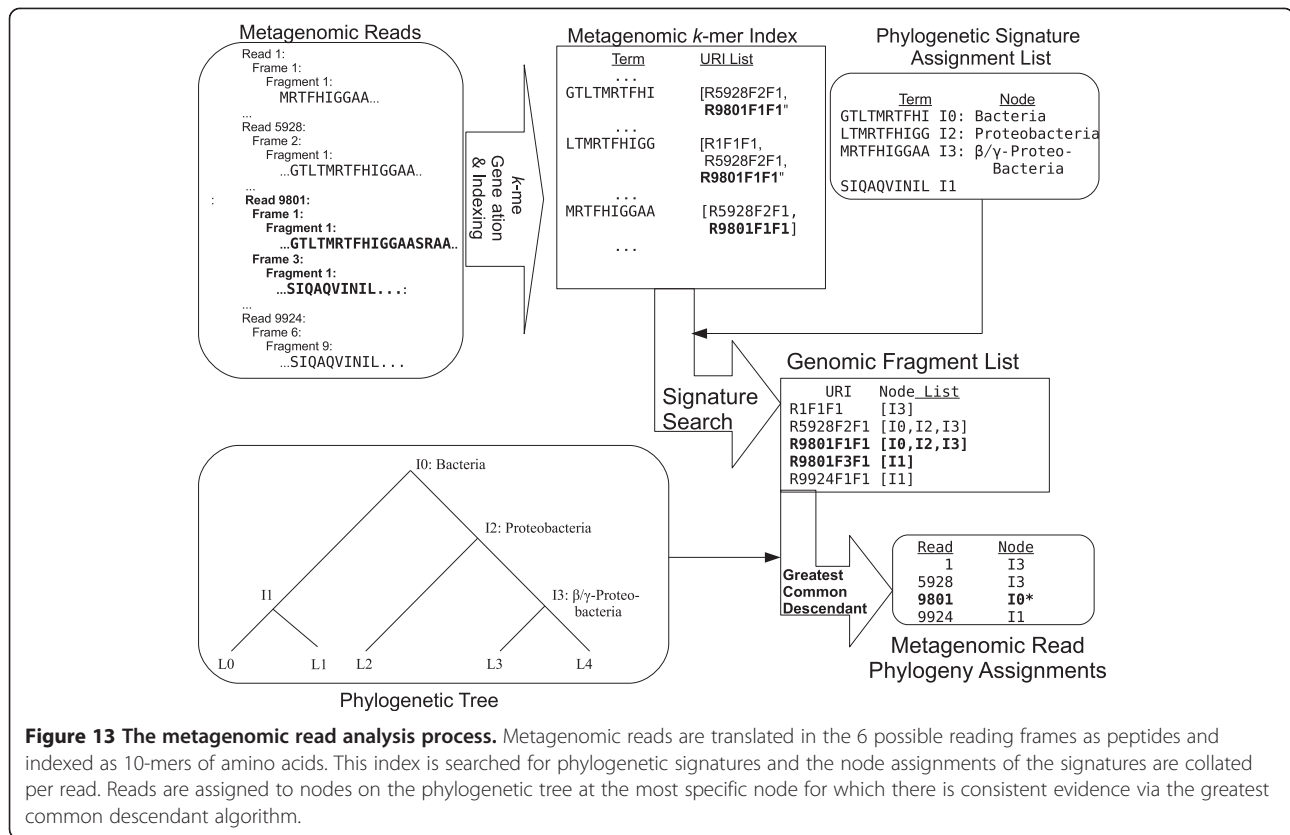 Metagenomic Reads
Read 1:
Frame 1:
Fragment 1:
MRTFHIGGAA...
...
Read 5928:
Frame 2:
Fragment 1:
...GTLTMRTFHIGGAA..
...
: Read 9801:
Frame 1:
Fragment 1:
...GTLTMRTFHIGGAASRAA..
Frame 3:
Fragment 1:
...SIQAQVINIL...:
...
Read 9924:
Frame 6:
Fragment 9:
...SIQAQVINIL...
k-me
Gene ation
& Indexing
Metagenomic k-mer Index
Term URI List
...
GTLTMRTFHI [R5928F2F1,
R9801F1F1"
...
LTMRTFHIGG [R1F1F1,
R5928F2F1,
R9801F1F1"
...
MRTFHIGGAA [R5928F2F1,
R9801F1F1]
...
Phylogenetic Signature
Assignment List
Term Node
GTLTMRTFHI I0: Bacteria
LTMRTFHIGG I2: Proteobacteria
MRTFHIGGAA I3: β/γ-Proteo-
Bacteria
SIQAQVINIL I1
Signature
Search
Genomic Fragment List
URI Node List
R1F1F1 [I3]
R5928F2F1 [I0,I2,I3]
R9801F1F1 [I0,I2,I3]
R9801F3F1 [I1]
R9924F1F1 [I1]
I0: Bacteria
I2: Proteobacteria
I1
I3: β/γ-Proteo-
bacteria
L0 L1 L2 L3 L4
Phylogenetic Tree
Greatest
Common
Descendant
Read Node
1 I3
5928 I3
9801 I0*
9924 I1
Metagenomic Read
Phylogeny Assignments
Figure 13 The metagenomic read analysis process. Metagenomic reads are translated in the 6 possible reading frames as peptides and
indexed as 10-mers of amino acids. This index is searched for phylogenetic signatures and the node assignments of the signatures are collated
per read. Reads are assigned to nodes on the phylogenetic tree at the most specific node for which there is consistent evidence via the greatest
common descendant algorithm.